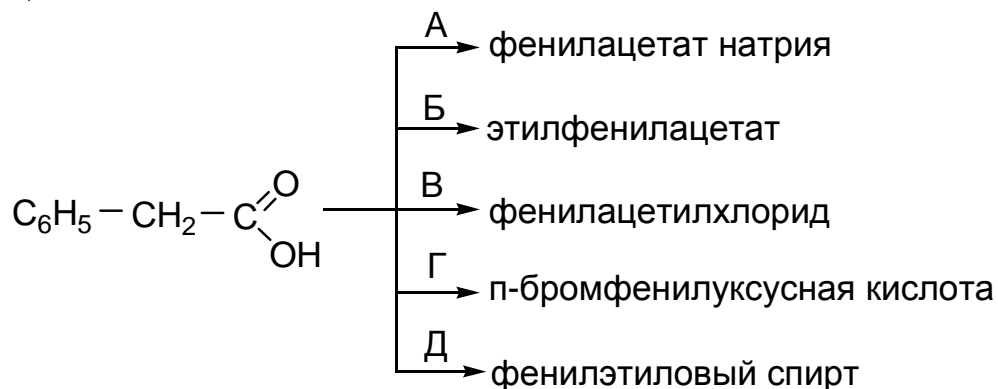 А
фенилацетат натрия
Б
этилфенилацетат
В
фенилацетилхлорид
C₆H₅ — CH₂ — C
O
OH
Г
п-бромфенилуксусная кислота
Д
фенилэтиловый спирт